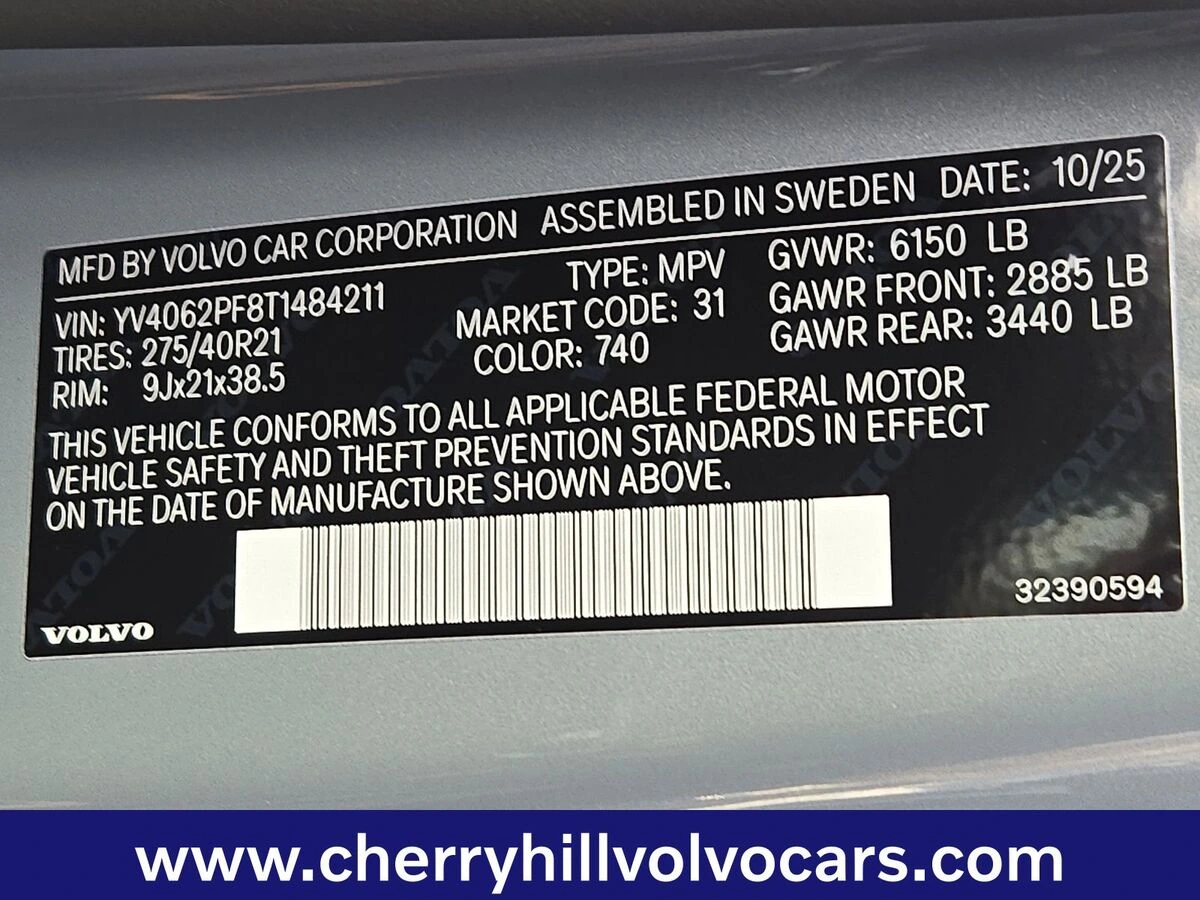 MFD BY VOLVO CAR CORPORATION ASSEMBLED IN SWEDEN DATE: 10/25
VIN: YV4062PF8T1484211 TYPE: MPV GVWR: 6150 LB
TIRES: 275/40R21 MARKET CODE: 31 GAWR FRONT: 2885 LB
RIM: 9Jx21x38.5 COLOR: 740 GAWR REAR: 3440 LB
THIS VEHICLE CONFORMS TO ALL APPLICABLE FEDERAL MOTOR
VEHICLE SAFETY AND THEFT PREVENTION STANDARDS IN EFFECT
ON THE DATE OF MANUFACTURE SHOWN ABOVE.
32390594
VOLVO
www.cherryhillvolvocars.com